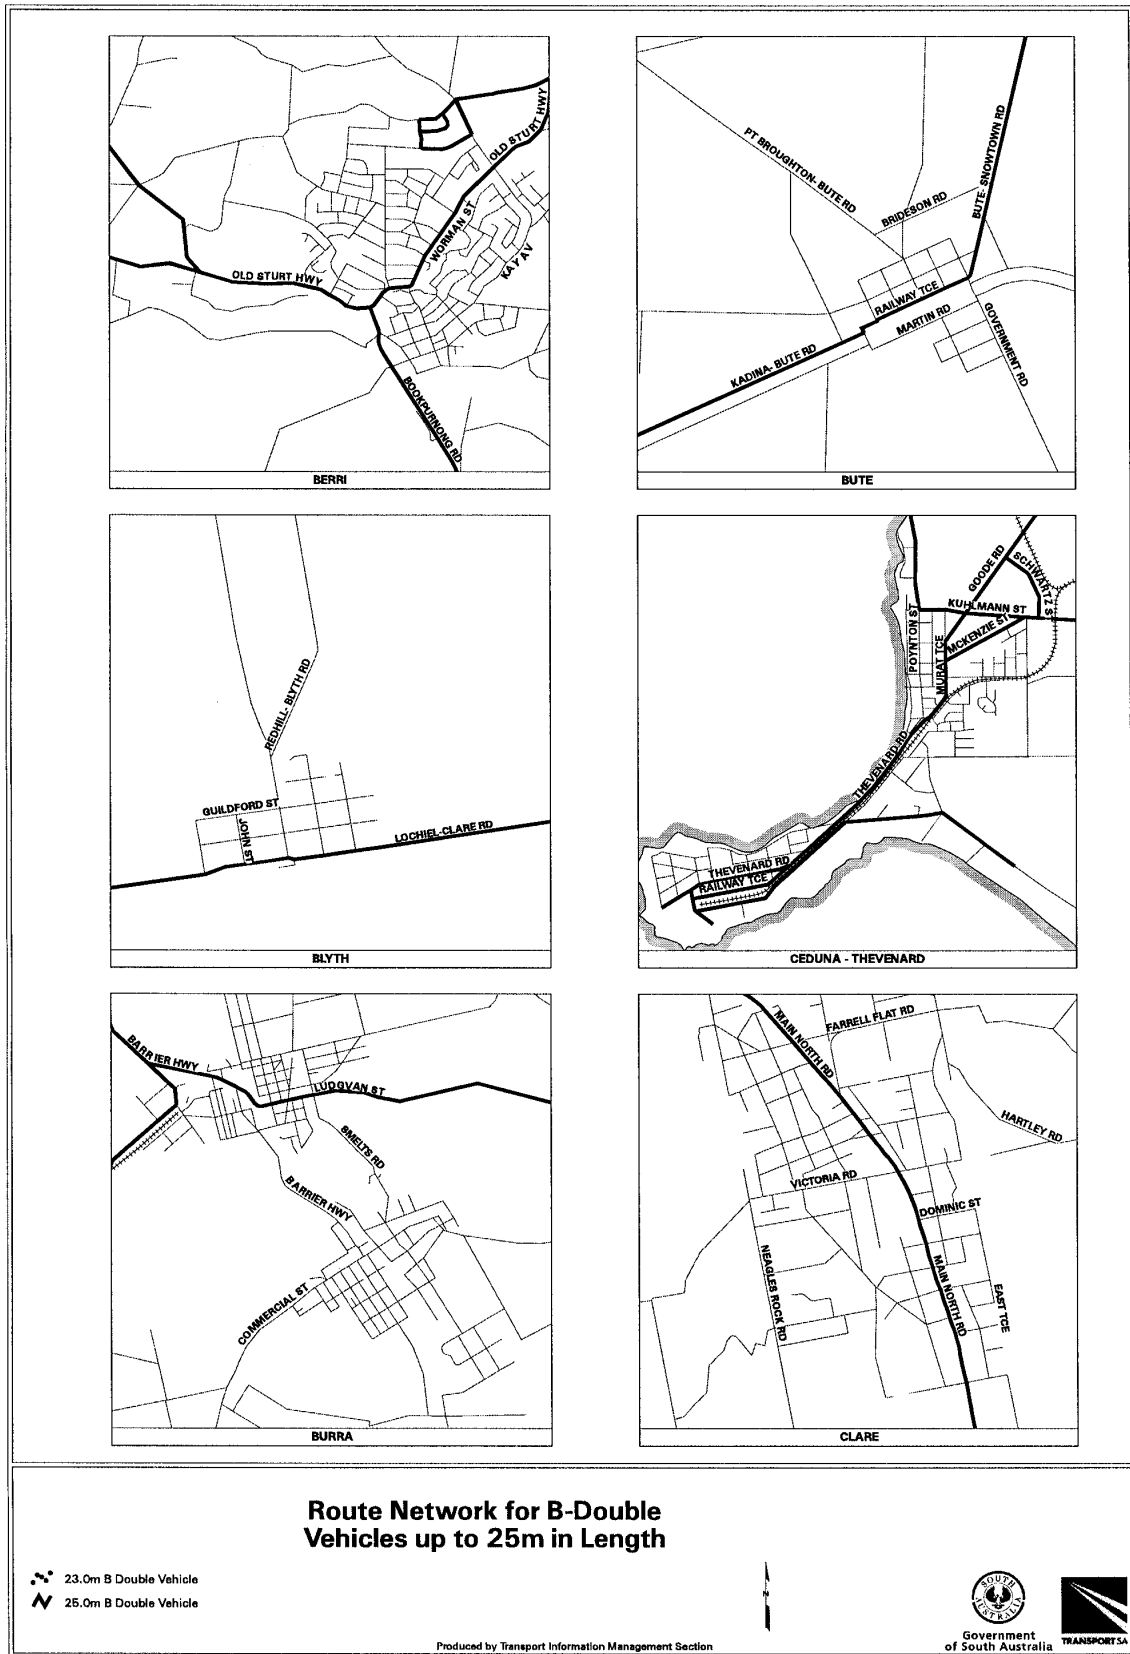 OLD STURT HWY
WORMAN ST
KAY AV
OLD STURT HWY
BOOKPURNONG RD
BERRI
PT BROUGHTON- BUTE RD
BRIDESON RD
BUTE- SNOWTOWN RD
RAILWAY TCE
MARTIN RD
GOVERNMENT RD
KADINA- BUTE RD
BUTE
REDHILL- BLYTH RD
GUILDFORD ST
JOHN ST
LOCHIEL-CLARE RD
BLYTH
GOODE RD
SCHWARTZ S
KUHLMANN ST
MCKENZIE ST
POYNTON ST
MURAT TCE
THEVENARD RD
THEVENARD RD
RAILWAY TCE
CEDUNA - THEVENARD
BARRIER HWY
LUDGVAN ST
SMELTS RD
BARRIER HWY
COMMERCIAL ST
BURRA
MAIN NORTH RD
FARRELL FLAT RD
HARTLEY RD
VICTORIA RD
DOMINIC ST
NEAGLES ROCK RD
MAIN NORTH RD
EAST TCE
CLARE
Route Network for B-Double
Vehicles up to 25m in Length
23.0m B Double Vehicle
25.0m B Double Vehicle
N
Produced by Transport Information Management Section
SOUTH
AUSTRALIA
Government
of South Australia
TRANSPORT SA